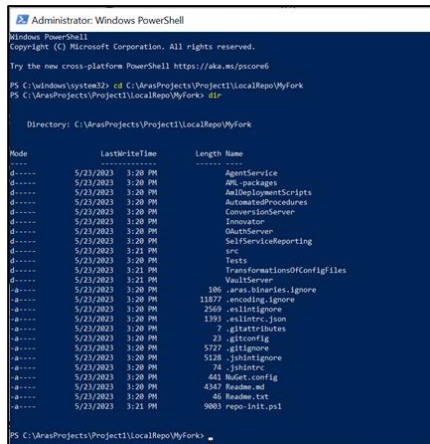 Administrator: Windows PowerShell
Windows PowerShell
Copyright (C) Microsoft Corporation. All rights reserved.
Try the new cross-platform PowerShell https://aka.ms/pscore6
PS C:\windows\system32> cd C:\ArasProjects\Project1\LocalRepo\MyFork
PS C:\ArasProjects\Project1\LocalRepo\MyFork> dir
Directory: C:\ArasProjects\Project1\LocalRepo\MyFork
Mode LastWriteTime Length Name
---- ------------- ------ ----
d----- 5/23/2023 3:20 PM AgentService
d----- 5/23/2023 3:20 PM AML-packages
d----- 5/23/2023 3:20 PM AmlDeploymentScripts
d----- 5/23/2023 3:20 PM AutomatedProcedures
d----- 5/23/2023 3:20 PM ConversionServer
d----- 5/23/2023 3:20 PM Innovator
d----- 5/23/2023 3:20 PM OAuthServer
d----- 5/23/2023 3:20 PM SelfServiceReporting
d----- 5/23/2023 3:21 PM src
d----- 5/23/2023 3:20 PM Tests
d----- 5/23/2023 3:21 PM TransformationsOfConfigFiles
d----- 5/23/2023 3:21 PM VaultServer
-a---- 5/23/2023 3:20 PM 106 .aras.binaries.ignore
-a---- 5/23/2023 3:20 PM 11877 .encoding.ignore
-a---- 5/23/2023 3:20 PM 2569 .eslintignore
-a---- 5/23/2023 3:20 PM 1393 .eslintrc.json
-a---- 5/23/2023 3:20 PM 7 .gitattributes
-a---- 5/23/2023 3:20 PM 23 .gitconfig
-a---- 5/23/2023 3:20 PM 5727 .gitignore
-a---- 5/23/2023 3:20 PM 5128 .jshintignore
-a---- 5/23/2023 3:20 PM 74 .jshintrc
-a---- 5/23/2023 3:20 PM 441 NuGet.config
-a---- 5/23/2023 3:20 PM 4347 Readme.md
-a---- 5/23/2023 3:20 PM 46 Readme.txt
-a---- 5/23/2023 3:21 PM 9003 repo-init.ps1
PS C:\ArasProjects\Project1\LocalRepo\MyFork> _